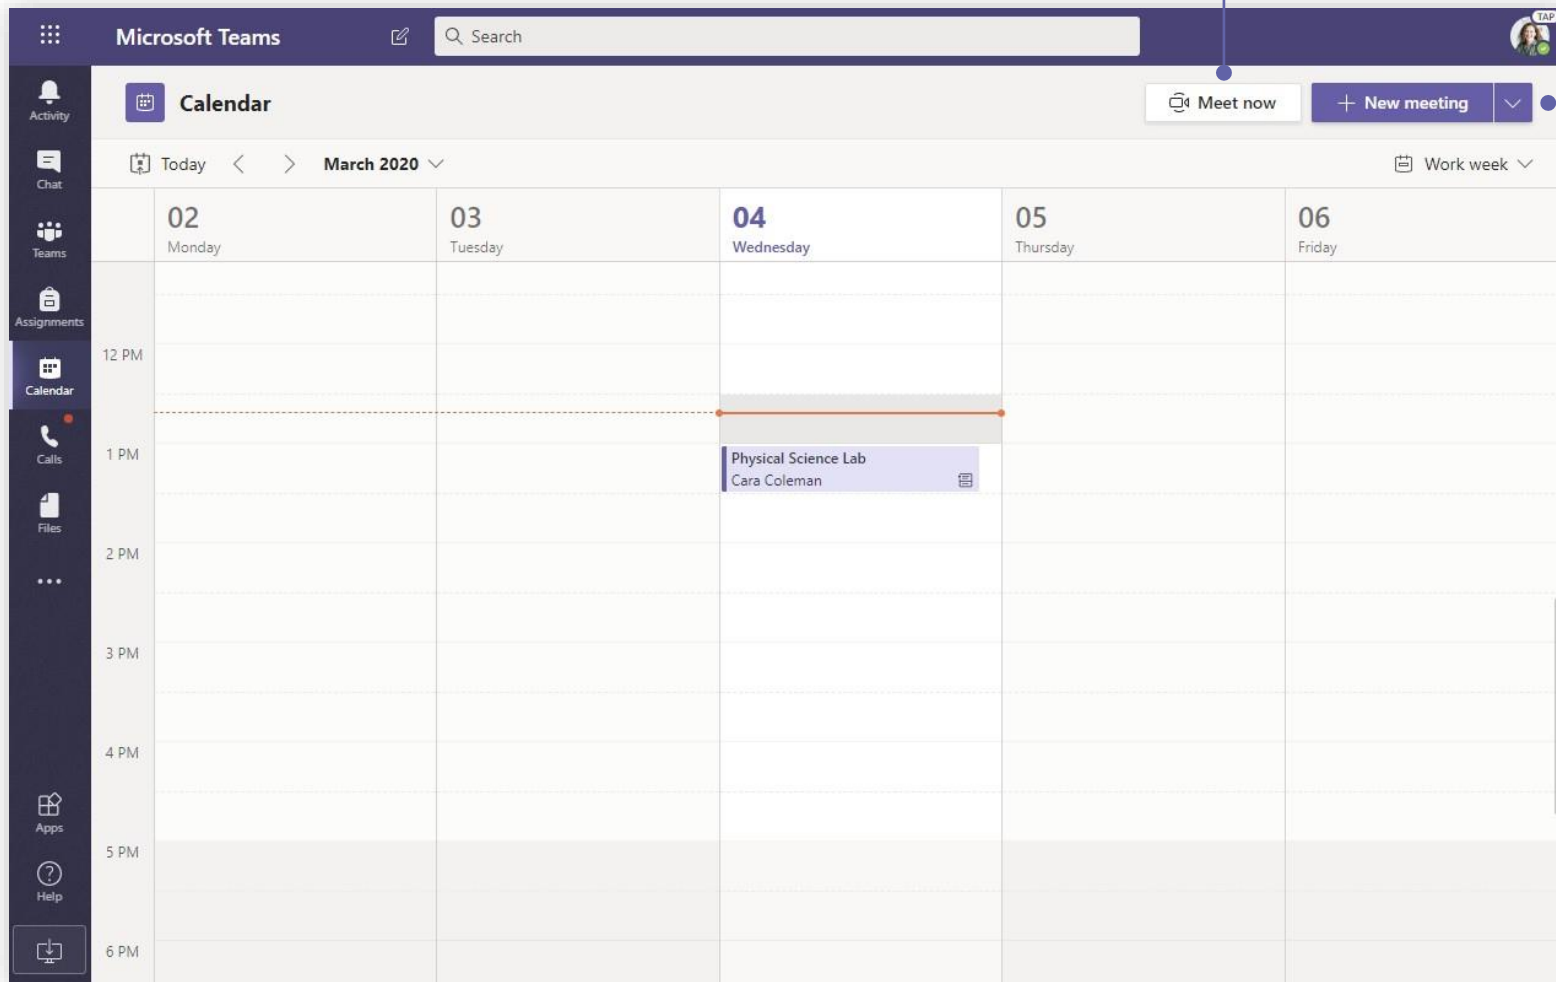 Microsoft Teams
Search
TAP
Activity
Chat
Teams
Assignments
Calendar
Calls
Files
Apps
Help
Calendar
Meet now
New meeting
Today
March 2020
Work week
02
Monday
03
Tuesday
04
Wednesday
05
Thursday
06
Friday
12 PM
1 PM
Physical Science Lab
Cara Coleman
2 PM
3 PM
4 PM
5 PM
6 PM